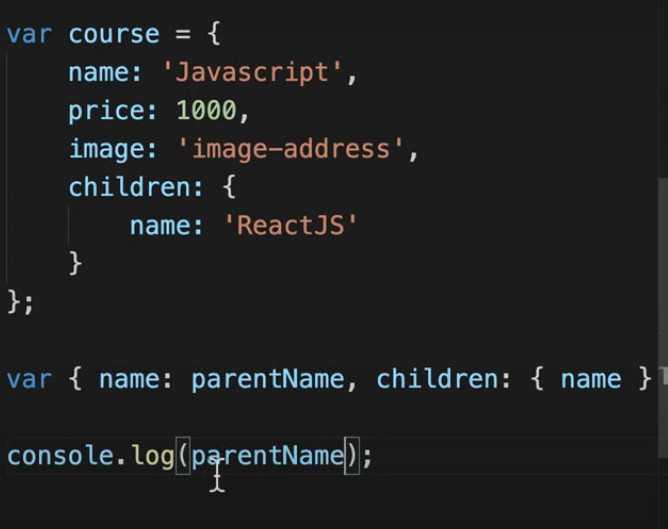 var course = {
    name: 'Javascript',
    price: 1000,
    image: 'image-address',
    children: {
        name: 'ReactJS'
    }
};
var { name: parentName, children: { name }
console.log(parentName);